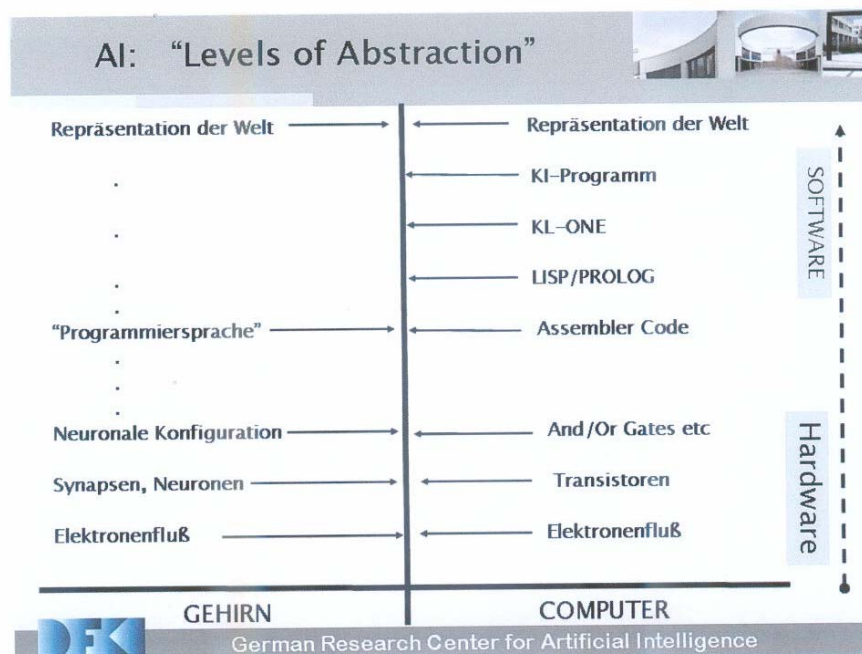 AI: "Levels of Abstraction"
Repräsentation der Welt
Repräsentation der Welt
KI-Programm
KL-ONE
LISP/PROLOG
"Programmiersprache"
Assembler Code
Neuronale Konfiguration
And/Or Gates etc
Synapsen, Neuronen
Transistoren
Elektronenfluß
Elektronenfluß
SOFTWARE
Hardware
GEHIRN
COMPUTER
DFK
German Research Center for Artificial Intelligence